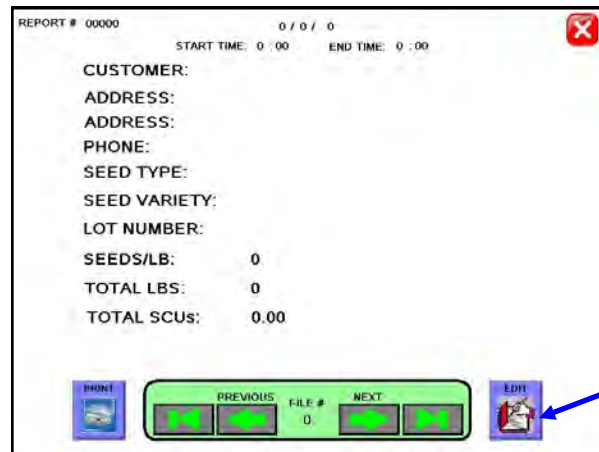 REPORT # 00000 0 / 0 / 0
START TIME: 0 :00 END TIME: 0 :00
CUSTOMER:
ADDRESS:
ADDRESS:
PHONE:
SEED TYPE:
SEED VARIETY:
LOT NUMBER:
SEEDS/LB: 0
TOTAL LBS: 0
TOTAL SCUs: 0.00
PRINT PREVIOUS FILE # NEXT EDIT
0